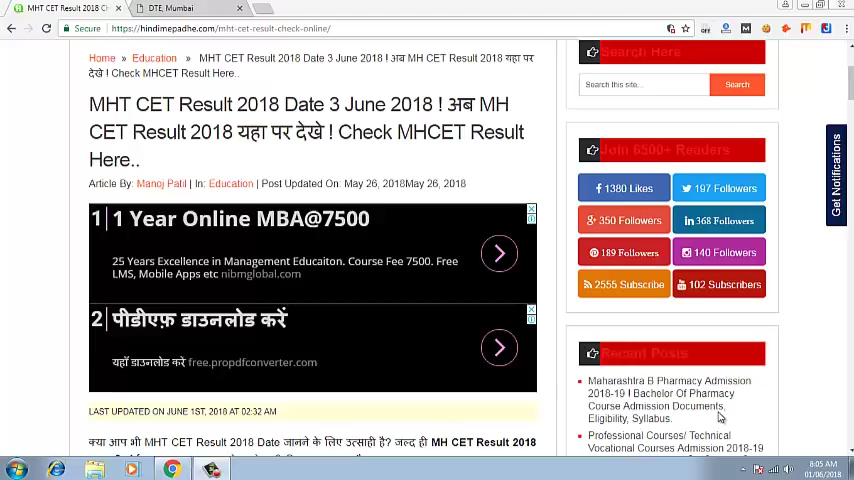 MHT CET Result 2018 Ch
DTE, Mumbai
Secure https://hindimepadhe.com/mht-cet-result-check-online/
Home » Education » MHT CET Result 2018 Date 3 June 2018 ! अब MH CET Result 2018 यहा पर
देखे ! Check MHCET Result Here..
MHT CET Result 2018 Date 3 June 2018 ! अब MH
CET Result 2018 यहा पर देखे ! Check MHCET Result
Here..
Article By: Manoj Patil | In: Education | Post Updated On: May 26, 2018May 26, 2018
1 1 Year Online MBA@7500
25 Years Excellence in Management Educaiton. Course Fee 7500. Free
LMS, Mobile Apps etc nibmglobal.com
2 पीडीएफ़ डाउनलोड करें
यहाँ डाउनलोड करें free.propdfconverter.com
LAST UPDATED ON JUNE 1ST, 2018 AT 02:32 AM
क्या आप भी MHT CET Result 2018 Date जानने के लिए उत्साही है? जल्द ही MH CET Result 2018
Search Here
Search this site...
Search
Join 6500+ Readers
1380 Likes
197 Followers
350 Followers
368 Followers
189 Followers
140 Followers
2555 Subscribe
102 Subscribers
Recent Posts
Maharashtra B Pharmacy Admission
2018-19 ! Bachelor Of Pharmacy
Course Admission Documents,
Eligibility, Syllabus.
Professional Courses/ Technical
Vocational Courses Admission 2018-19
Get Notifications
8:05 AM
01/06/2018